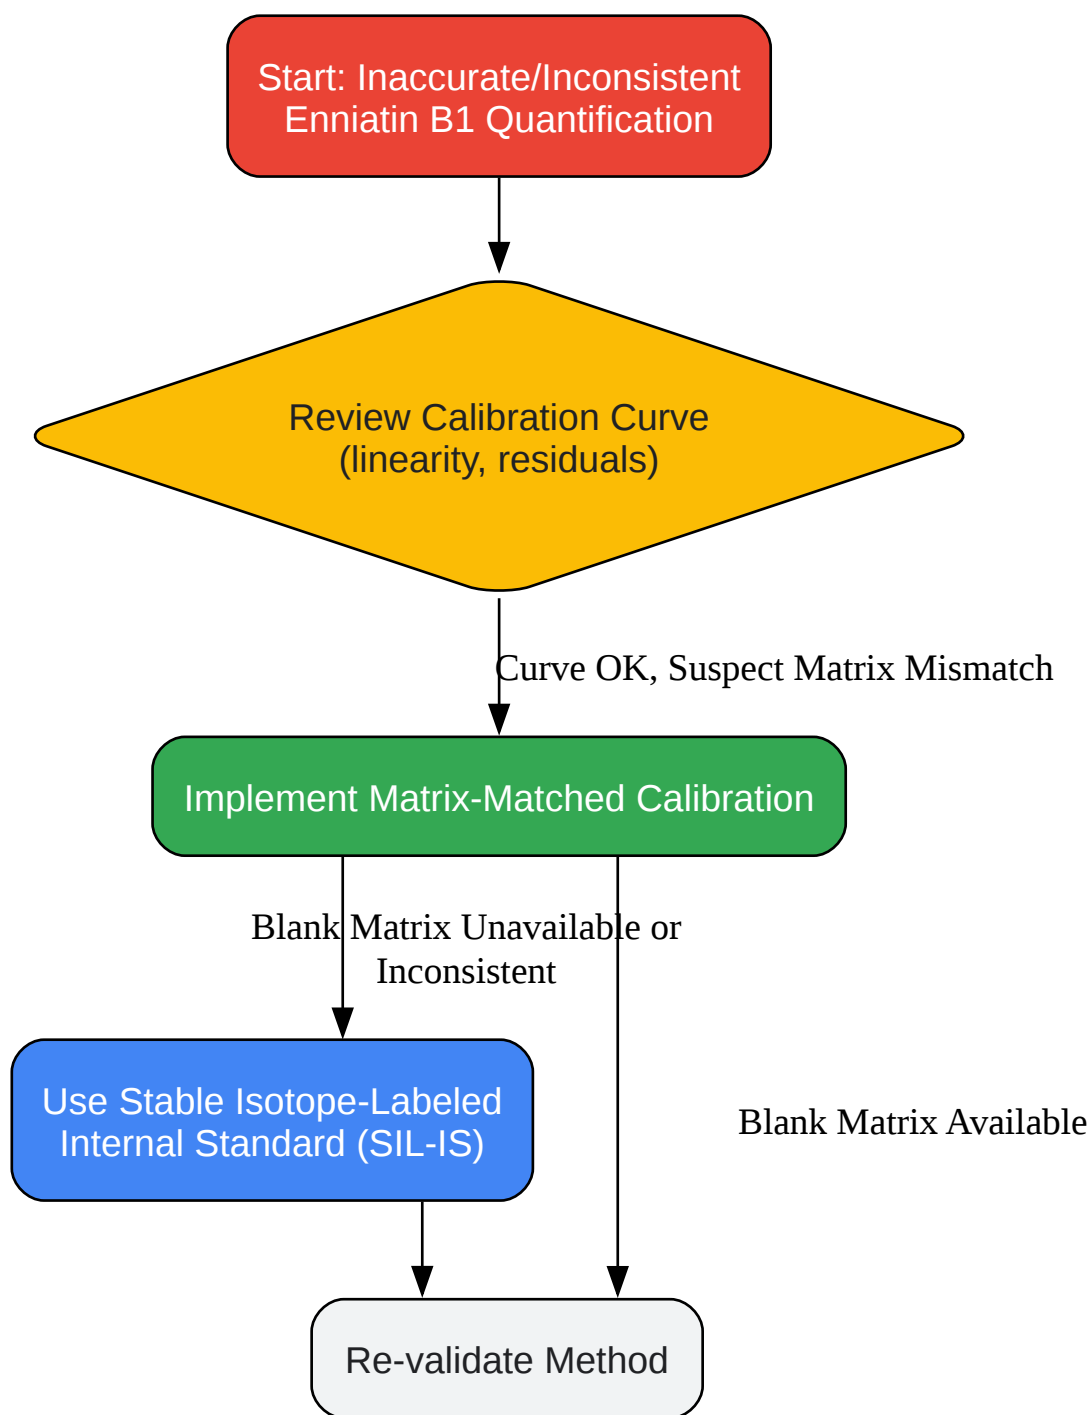 Start: Inaccurate/Inconsistent
Enniatin B1 Quantification
Review Calibration Curve
(linearity, residuals)
Curve OK, Suspect Matrix Mismatch
Implement Matrix-Matched Calibration
Blank Matrix Unavailable or
Inconsistent
Use Stable Isotope-Labeled
Internal Standard (SIL-IS)
Blank Matrix Available
Re-validate Method